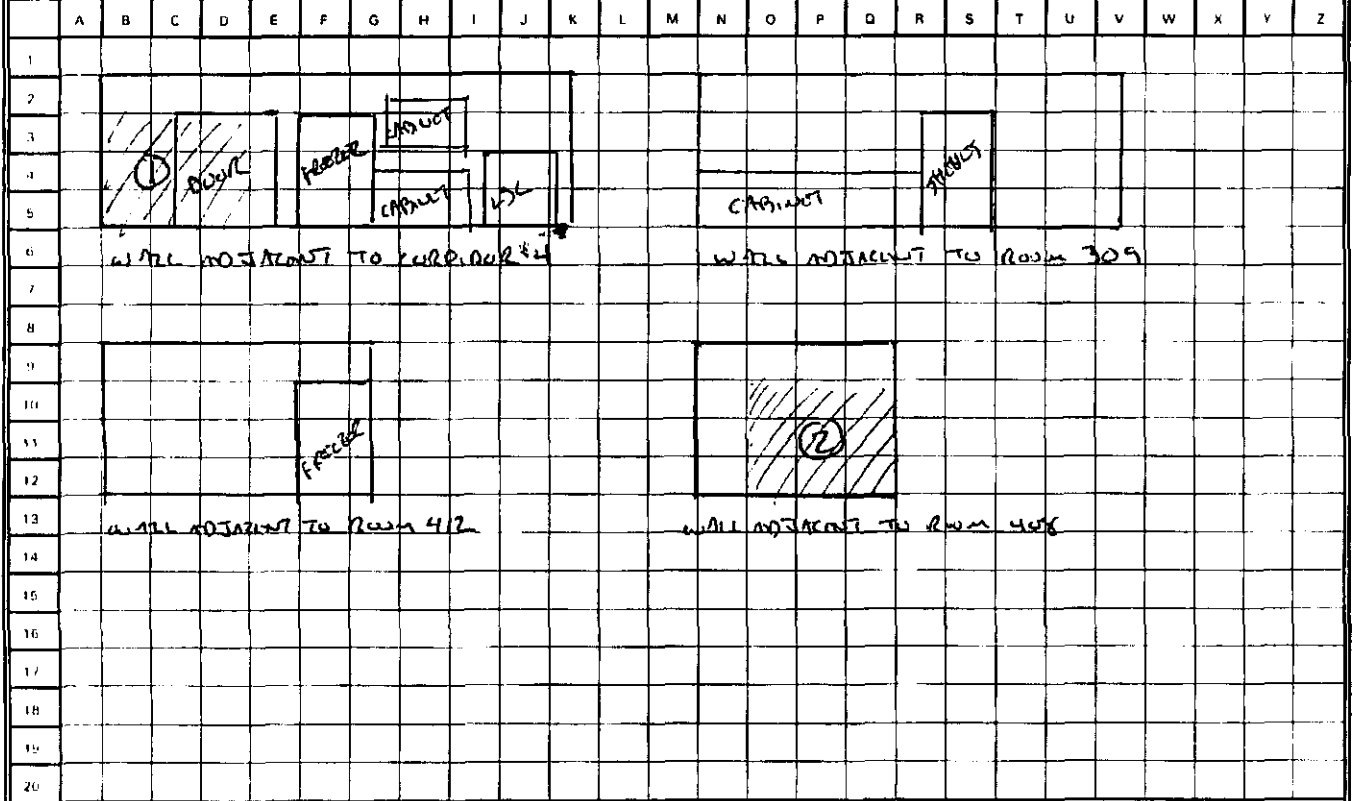 A B C D E F G H I J K L M N O P Q R S T U V W X Y Z
1
2
CABINET
3
1 DOOR FREEZER
4
CABINET CABINET
5
6
WALL ADJACENT TO CORRIDOR #4 WALL ADJACENT TO ROOM 309
7
8
9
10
11
FREEZER 2
12
13
WALL ADJACENT TO ROOM 412 WALL ADJACENT TO ROOM 408
14
15
16
17
18
19
20